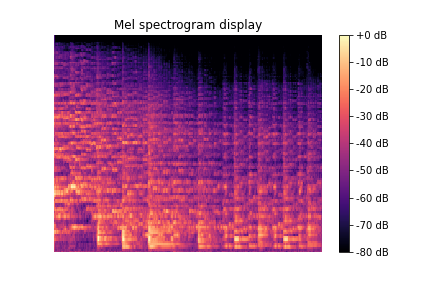 Mel spectrogram display
+0 dB
-10 dB
-20 dB
-30 dB
-40 dB
-50 dB
-60 dB
-70 dB
-80 dB